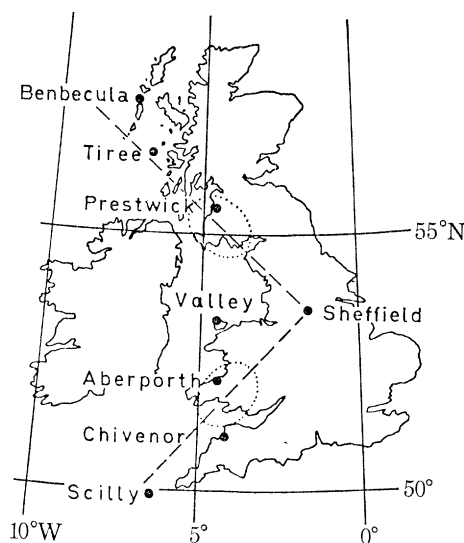 Benbecula
Tiree
Prestwick
55°N
Valley
Sheffield
Aberporth
Chivenor
Scilly
50°
10°W
5°
0°